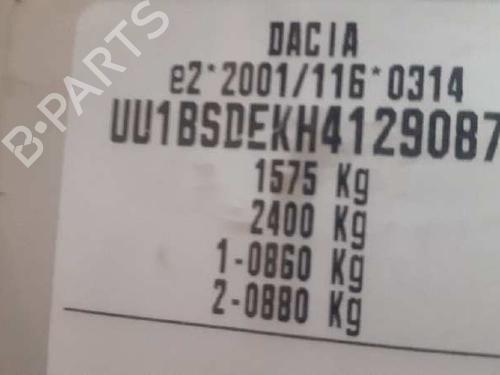 DACIA
e2*2001/116*0314
UU1BSDEKH4129087
1575 Kg
2400 Kg
1-0860 Kg
2-0880 Kg
B-PARTS